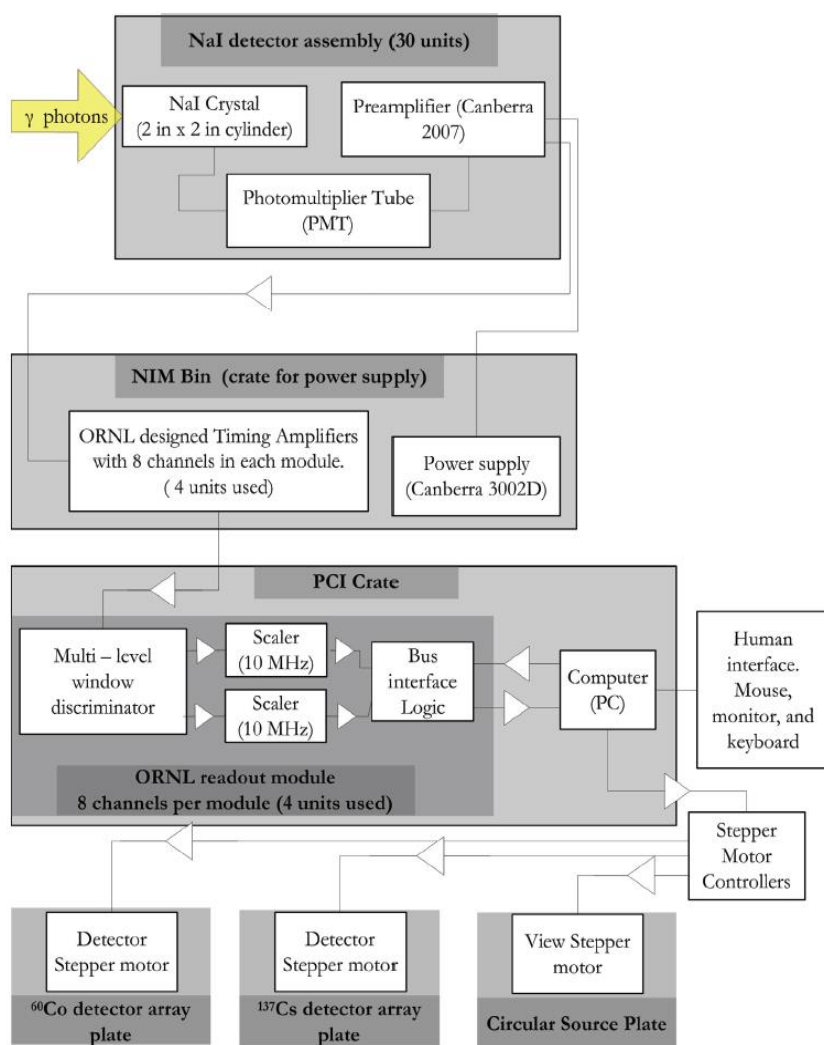 NaI detector assembly (30 units)
γ photons
NaI Crystal
(2 in x 2 in cylinder)
Preamplifier (Canberra
2007)
Photomultiplier Tube
(PMT)
NIM Bin (crate for power supply)
ORNL designed Timing Amplifiers
with 8 channels in each module.
( 4 units used)
Power supply
(Canberra 3002D)
PCI Crate
Multi – level
window
discriminator
Scaler
(10 MHz)
Scaler
(10 MHz)
Bus
interface
Logic
Computer
(PC)
Human
interface.
Mouse,
monitor, and
keyboard
ORNL readout module
8 channels per module (4 units used)
Stepper
Motor
Controllers
Detector
Stepper motor
⁶⁰Co detector array
plate
Detector
Stepper motor
¹³⁷Cs detector array
plate
View Stepper
motor
Circular Source Plate